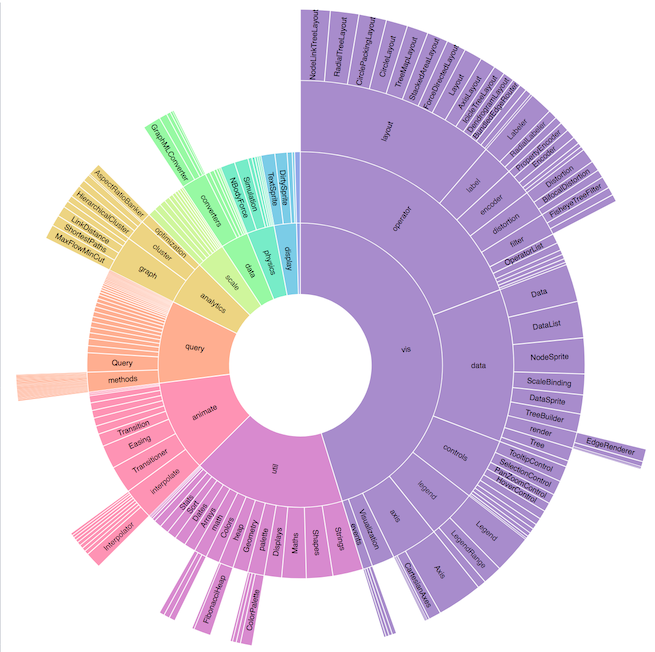 NodeLinkTreeLayout
RadialTreeLayout
CirclePackingLayout
CircleLayout
TreeMapLayout
StackedAreaLayout
ForceDirectedLayout
Layout
AxisLayout
IcicleTreeLayout
DendrogramLayout
BundledEdgeRouter
layout
operator
vis
label
Labeler
RadialLabeler
encoder
PropertyEncoder
Encoder
distortion
Distortion
BifocalDistortion
filter
FisheyeTreeFilter
OperatorList
data
Data
DataList
NodeSprite
ScaleBinding
DataSprite
TreeBuilder
render
EdgeRenderer
Tree
controls
TooltipControl
SelectionControl
PanZoomControl
HoverControl
legend
Legend
LegendRange
axis
Axis
CartesianAxes
Visualization
events
util
Strings
Shapes
Maths
Displays
palette
ColorPalette
Geometry
heap
FibonacciHeap
Colors
math
Arrays
Dates
Sort
Stats
animate
interpolate
Interpolator
Transitioner
Easing
Transition
query
methods
Query
analytics
graph
MaxFlowMinCut
ShortestPaths
LinkDistance
cluster
HierarchicalCluster
optimization
AspectRatioBanker
scale
data
converters
GraphMLConverter
physics
NBodyForce
Simulation
display
TextSprite
DirtySprite